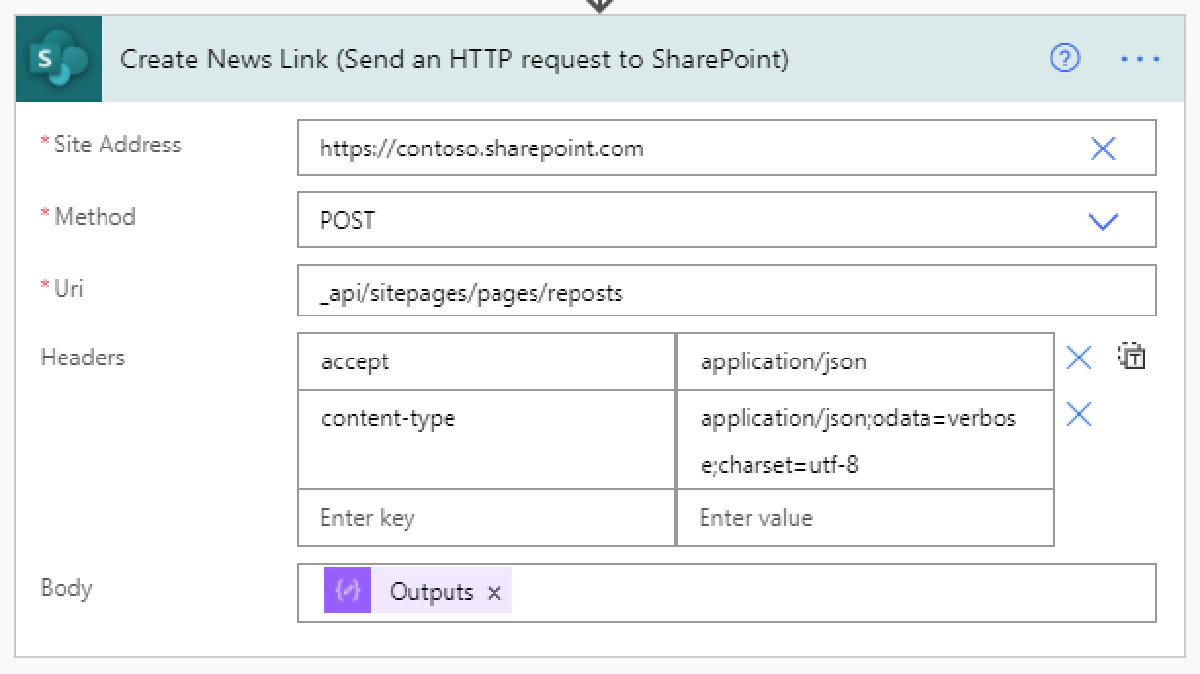 S
Create News Link (Send an HTTP request to SharePoint)
?
* Site Address
https://contoso.sharepoint.com
* Method
POST
* Uri
_api/sitepages/pages/reposts
Headers
accept
application/json
content-type
application/json;odata=verbos
e;charset=utf-8
Enter key
Enter value
T
Body
Outputs